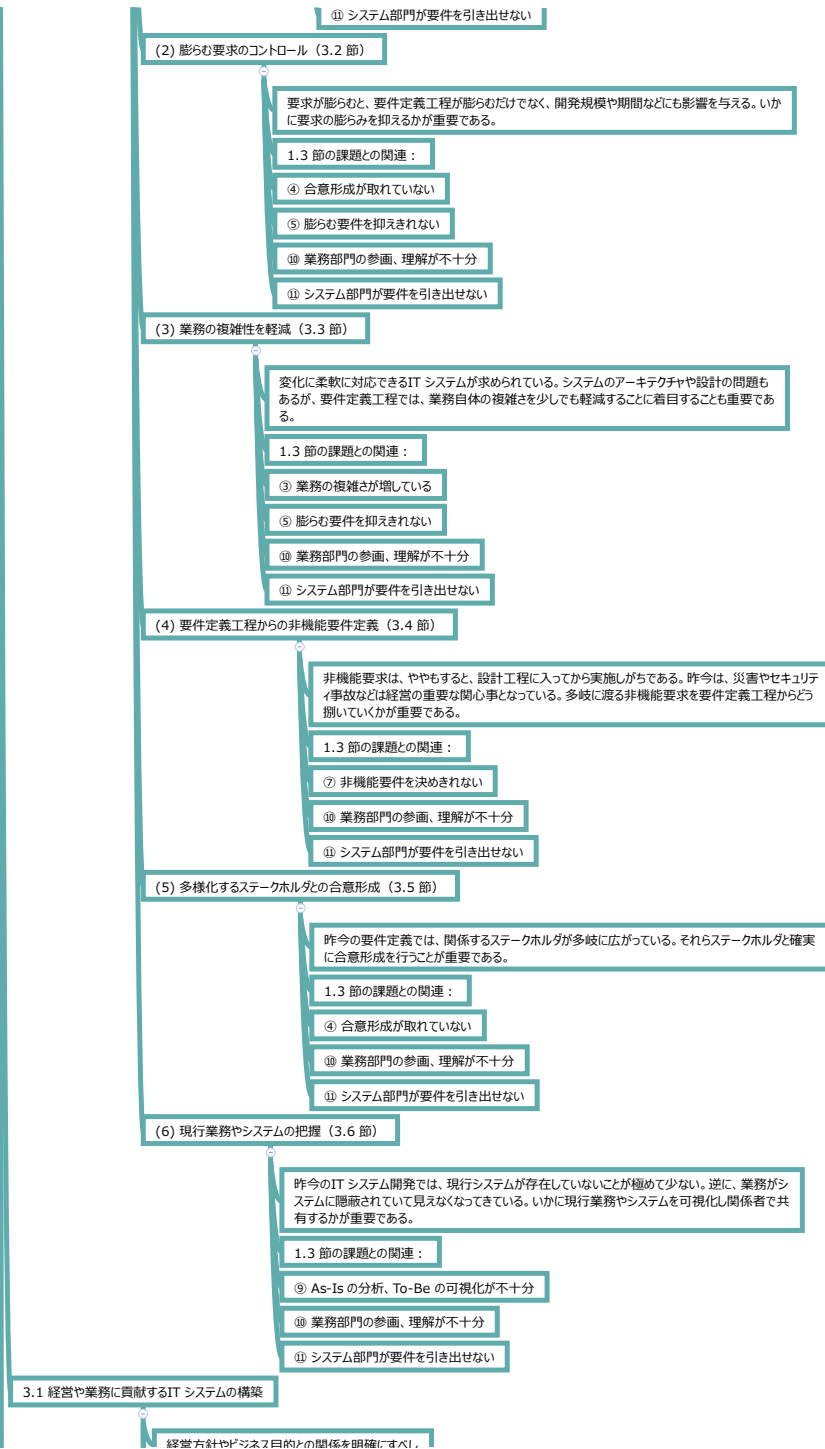 ⑪ システム部門が要件を引き出せない
(2) 膨らむ要求のコントロール（3.2 節）
要求が膨らむと、要件定義工程が膨らむだけでなく、開発規模や期間などにも影響を与える。いか
に要求の膨らみを抑えるかが重要である。
1.3 節の課題との関連：
④ 合意形成が取れていない
⑤ 膨らむ要件を抑えきれない
⑩ 業務部門の参画、理解が不十分
⑪ システム部門が要件を引き出せない
(3) 業務の複雑性を軽減（3.3 節）
変化に柔軟に対応できるIT システムが求められている。システムのアーキテクチャや設計の問題も
あるが、要件定義工程では、業務自体の複雑さを少しでも軽減することに着目することも重要であ
る。
1.3 節の課題との関連：
③ 業務の複雑さが増している
⑤ 膨らむ要件を抑えきれない
⑩ 業務部門の参画、理解が不十分
⑪ システム部門が要件を引き出せない
(4) 要件定義工程からの非機能要件定義（3.4 節）
非機能要求は、ややもすると、設計工程に入ってから実施しがちである。昨今は、災害やセキュリテ
ィ事故などは経営の重要な関心事となっている。多岐に渡る非機能要求を要件定義工程からどう
捌いていくかが重要である。
1.3 節の課題との関連：
⑦ 非機能要件を決めきれない
⑩ 業務部門の参画、理解が不十分
⑪ システム部門が要件を引き出せない
(5) 多様化するステークホルダとの合意形成（3.5 節）
昨今の要件定義では、関係するステークホルダが多岐に広がっている。それらステークホルダと確実
に合意形成を行うことが重要である。
1.3 節の課題との関連：
④ 合意形成が取れていない
⑩ 業務部門の参画、理解が不十分
⑪ システム部門が要件を引き出せない
(6) 現行業務やシステムの把握（3.6 節）
昨今のIT システム開発では、現行システムが存在していないことが極めて少ない。逆に、業務がシ
ステムに隠蔽されていて見えなくなってきている。いかに現行業務やシステムを可視化し関係者で共
有するかが重要である。
1.3 節の課題との関連：
⑨ As-Is の分析、To-Be の可視化が不十分
⑩ 業務部門の参画、理解が不十分
⑪ システム部門が要件を引き出せない
3.1 経営や業務に貢献するIT システムの構築
経営方針やビジネス目的との関係を明確にすべし